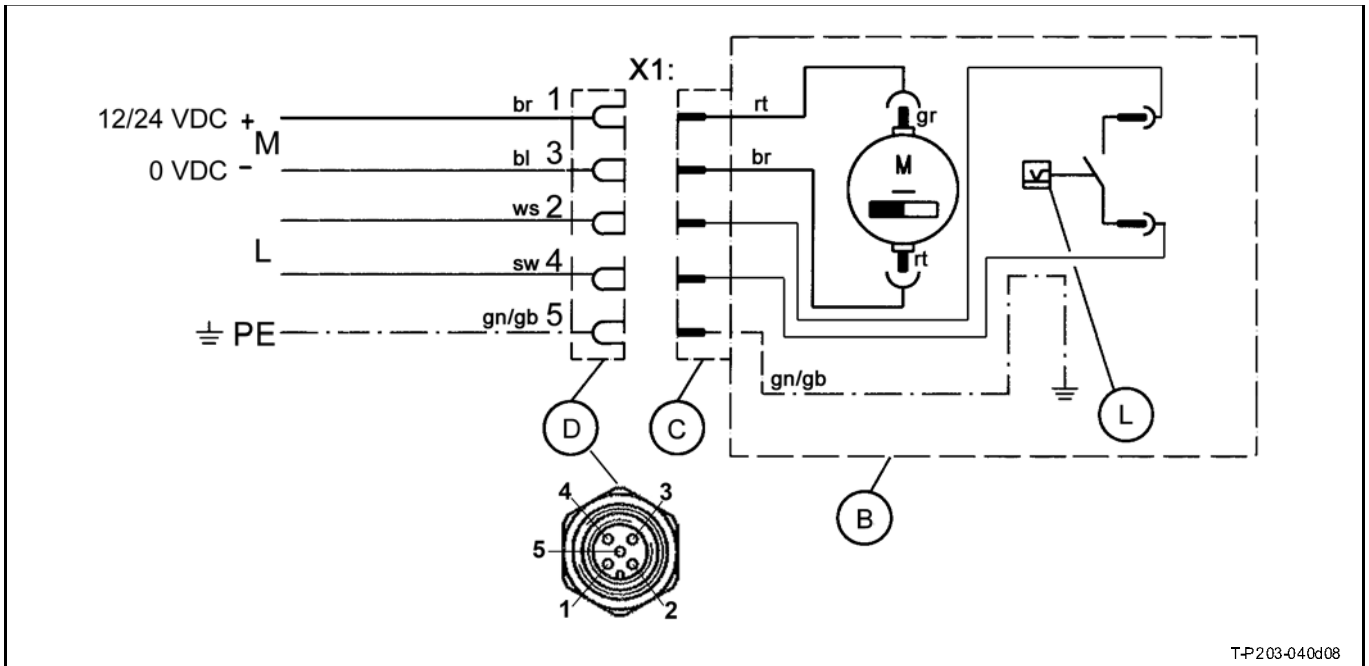 X1:
12/24 VDC + br 1 rt
M gr
0 VDC - bl 3 br M
ws 2
L
sw 4 rt
PE gn/gb 5
gn/gb
D C L
B
4 3
5
1 2
T-P203-040d08